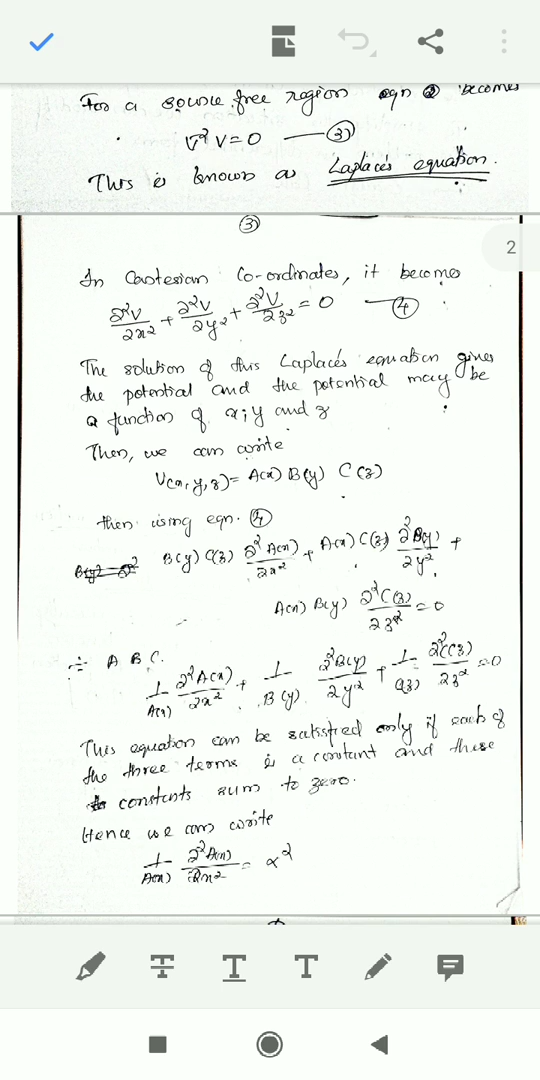 For a source free region eqn ② becomes
∇²V=0 —③
This is known as Laplace's equation.
③
2
In Cartesian Co-ordinates, it becomes
∂²V/∂x² + ∂²V/∂y² + ∂²V/∂z² = 0 —④
The solution of this Laplace's equation gives
the potential and the potential may be
a function of x, y and z
Then, we can write
V(x,y,z) = A(x) B(y) C(z)
then using eqn. ④
B(y) C(z) ∂²A(x)/∂x² + A(x) C(z) ∂²B(y)/∂y² +
A(x) B(y) ∂²C(z)/∂z² = 0
÷ A B C.
1/A(x) ∂²A(x)/∂x² + 1/B(y) ∂²B(y)/∂y² + 1/C(z) ∂²C(z)/∂z² = 0
This equation can be satisfied only if each of
the three terms is a constant and these
constants sum to zero.
Hence we can write
1/A(x) ∂²A(x)/∂x² = α²
T T T